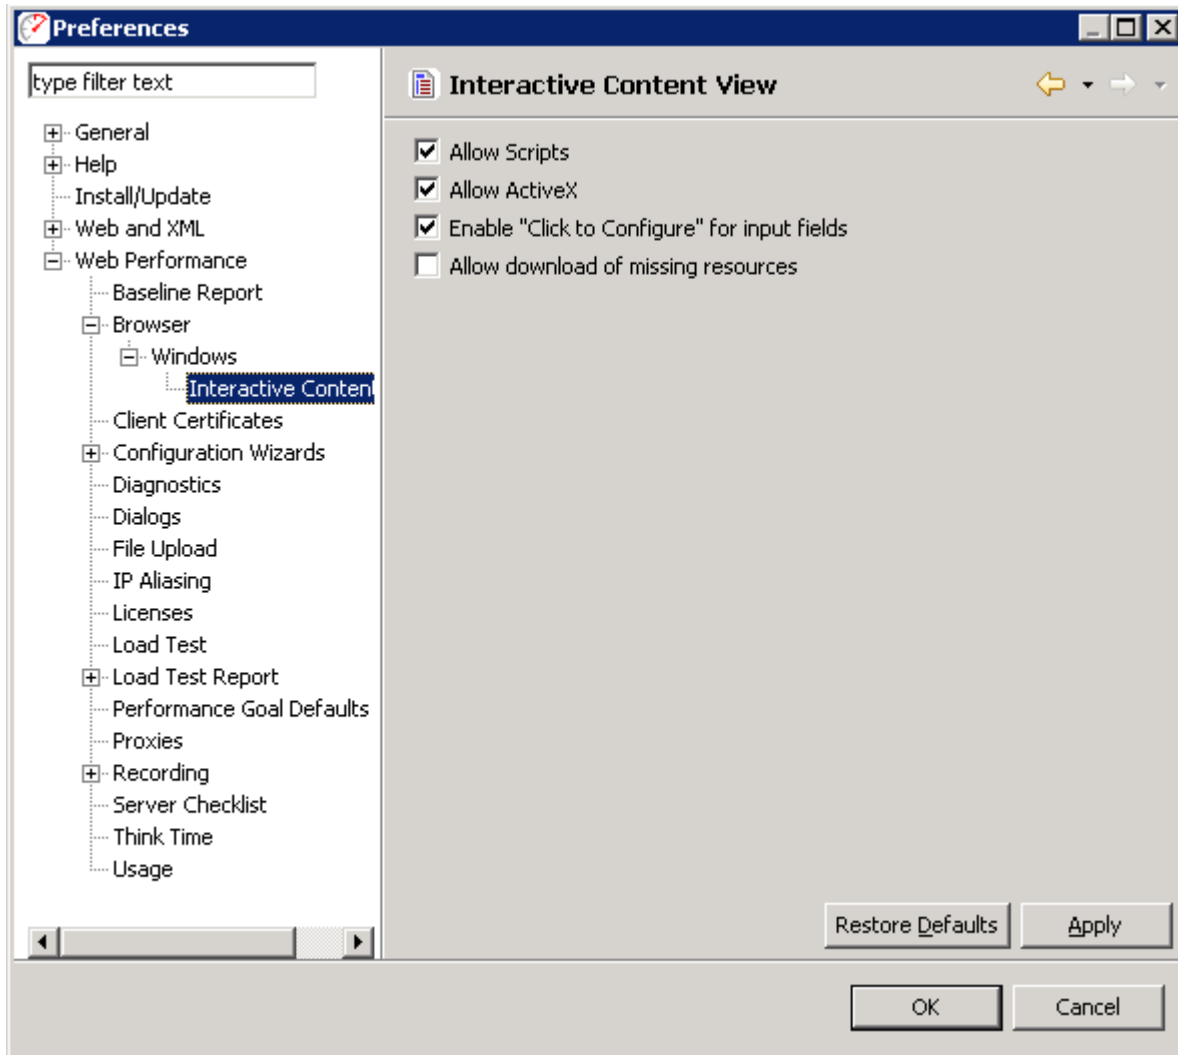 Preferences
type filter text
General
Help
Install/Update
Web and XML
Web Performance
Baseline Report
Browser
Windows
Interactive Conten
Client Certificates
Configuration Wizards
Diagnostics
Dialogs
File Upload
IP Aliasing
Licenses
Load Test
Load Test Report
Performance Goal Defaults
Proxies
Recording
Server Checklist
Think Time
Usage
Interactive Content View
Allow Scripts
Allow ActiveX
Enable "Click to Configure" for input fields
Allow download of missing resources
Restore Defaults
Apply
OK
Cancel